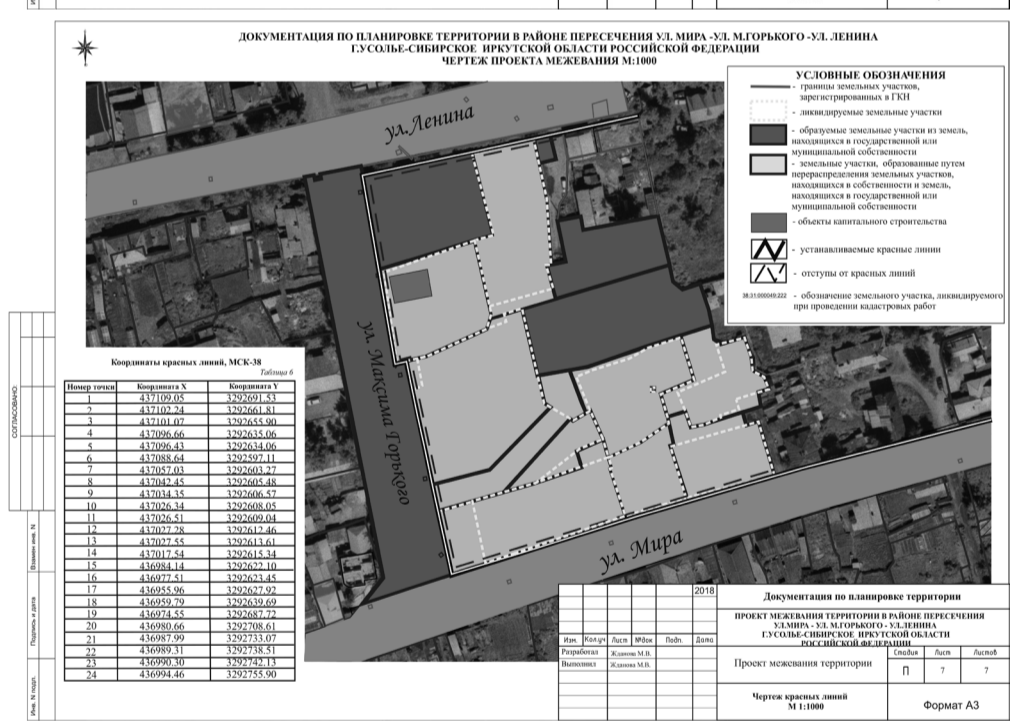 ДОКУМЕНТАЦИЯ ПО ПЛАНИРОВКЕ ТЕРРИТОРИИ В РАЙОНЕ ПЕРЕСЕЧЕНИЯ УЛ. МИРА -УЛ. М.ГОРЬКОГО -УЛ. ЛЕНИНА
Г.УСОЛЬЕ-СИБИРСКОЕ ИРКУТСКОЙ ОБЛАСТИ РОССИЙСКОЙ ФЕДЕРАЦИИ
ЧЕРТЕЖ ПРОЕКТА МЕЖЕВАНИЯ М:1000
УСЛОВНЫЕ ОБОЗНАЧЕНИЯ
- границы земельных участков,
зарегистрированных в ГКН
- ликвидируемые земельные участки
- образуемые земельные участки из земель,
находящихся в государственной или
муниципальной собственности
- земельные участки, образованные путем
перераспределения земельных участков,
находящихся в собственности и земель,
находящихся в государственной или
муниципальной собственности
- объекты капитального строительства
- устанавливаемые красные линии
- отступы от красных линий
38:31:000049:222 - обозначение земельного участка, ликвидируемого
при проведении кадастровых работ
ул.Ленина
ул. Максима Горького
ул. Мира
Координаты красных линий, МСК-38
Таблица 6
Номер точки Координата X Координата Y
1 437109.05 3292691.53
2 437102.24 3292661.81
3 437101.07 3292655.90
4 437096.66 3292635.06
5 437096.43 3292634.06
6 437088.64 3292597.11
7 437057.03 3292603.27
8 437042.45 3292605.48
9 437034.35 3292606.57
10 437026.34 3292608.05
11 437026.51 3292609.04
12 437027.28 3292612.46
13 437027.55 3292613.61
14 437017.54 3292615.34
15 436984.14 3292622.10
16 436977.51 3292623.45
17 436955.96 3292627.92
18 436959.79 3292639.69
19 436974.55 3292687.72
20 436980.66 3292708.61
21 436987.99 3292733.07
22 436989.31 3292738.51
23 436990.30 3292742.13
24 436994.46 3292755.90
СОГЛАСОВАНО:
Взамен инв. N
Подпись и дата
Инв. N подл.
2018
Изм. Кол.уч Лист №док Подп. Дата
Разработал Жданова М.В.
Выполнил Жданова М.В.
Документация по планировке территории
ПРОЕКТ МЕЖЕВАНИЯ ТЕРРИТОРИИ В РАЙОНЕ ПЕРЕСЕЧЕНИЯ
УЛ.МИРА - УЛ. М.ГОРЬКОГО - УЛ.ЛЕНИНА
Г.УСОЛЬЕ-СИБИРСКОЕ ИРКУТСКОЙ ОБЛАСТИ
РОССИЙСКОЙ ФЕДЕРАЦИИ
Проект межевания территории
Стадия Лист Листов
П 7 7
Чертеж красных линий
М 1:1000
Формат А3